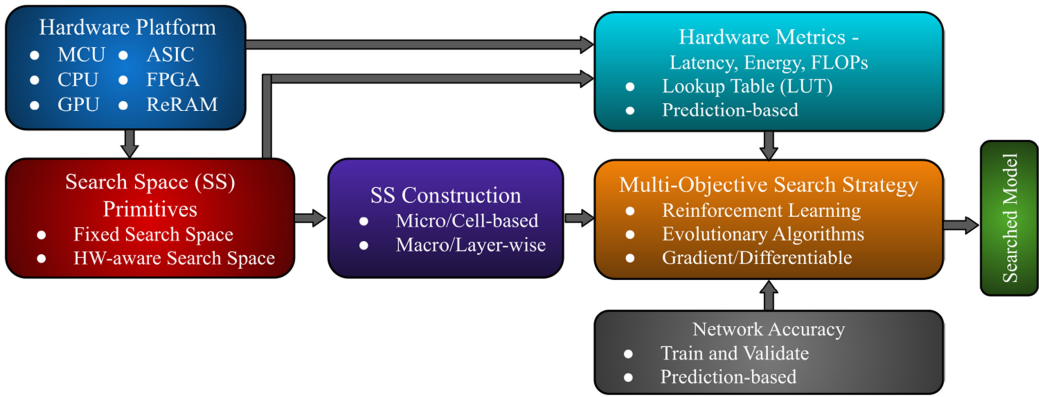 Hardware Platform
● MCU ● ASIC
● CPU ● FPGA
● GPU ● ReRAM
Hardware Metrics -
Latency, Energy, FLOPs
● Lookup Table (LUT)
● Prediction-based
Search Space (SS)
Primitives
● Fixed Search Space
● HW-aware Search Space
SS Construction
● Micro/Cell-based
● Macro/Layer-wise
Multi-Objective Search Strategy
● Reinforcement Learning
● Evolutionary Algorithms
● Gradient/Differentiable
Searched Model
Network Accuracy
● Train and Validate
● Prediction-based